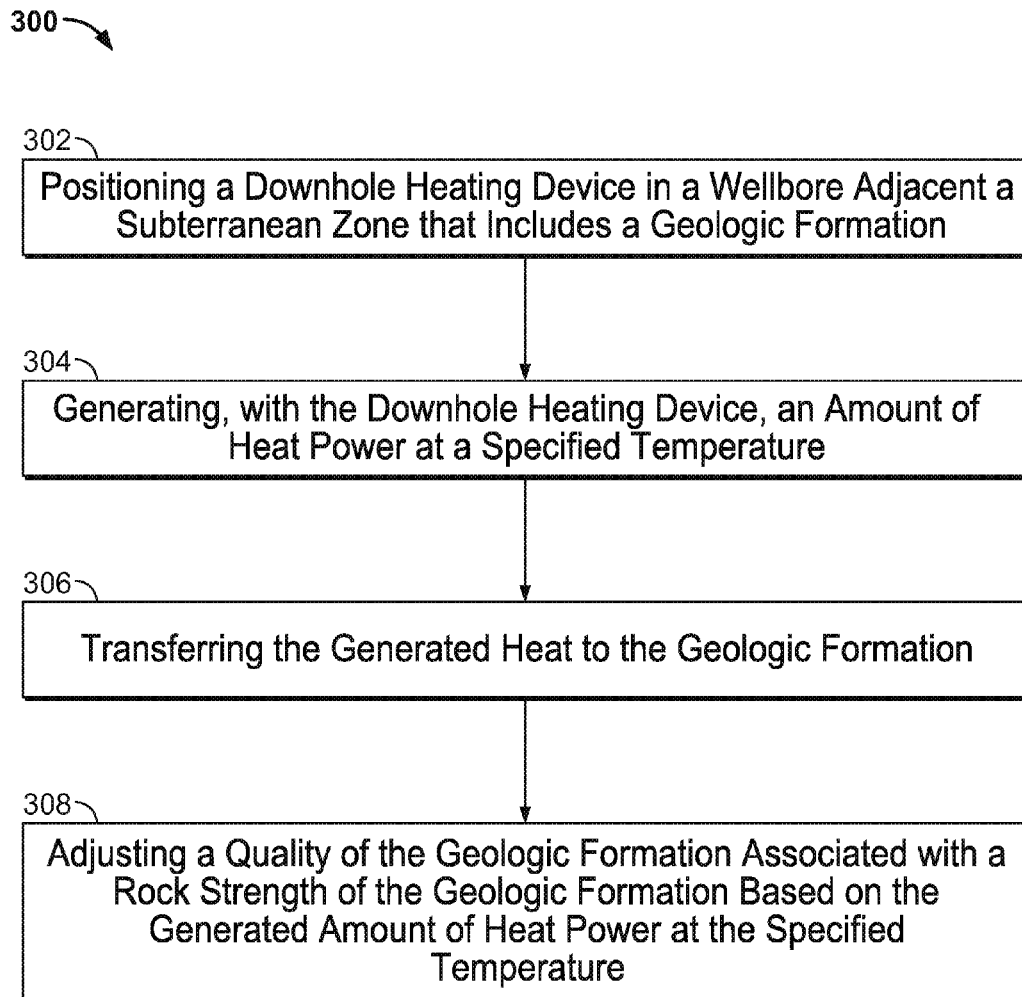 300
302
Positioning a Downhole Heating Device in a Wellbore Adjacent a
Subterranean Zone that Includes a Geologic Formation
304
Generating, with the Downhole Heating Device, an Amount of
Heat Power at a Specified Temperature
306
Transferring the Generated Heat to the Geologic Formation
308
Adjusting a Quality of the Geologic Formation Associated with a
Rock Strength of the Geologic Formation Based on the
Generated Amount of Heat Power at the Specified
Temperature